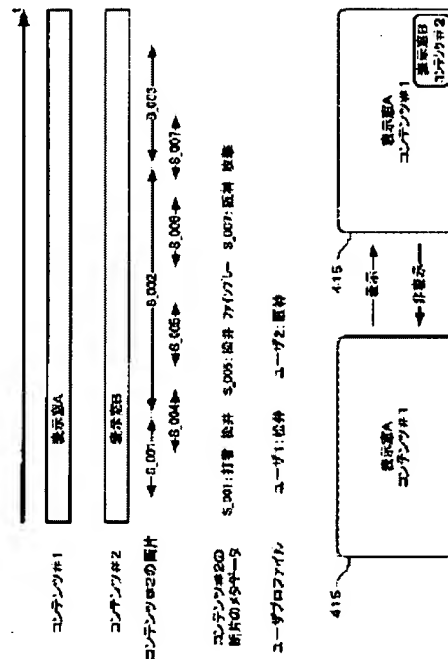 t
コンテンツ#1
表示窓A
コンテンツ#2
表示窓B
コンテンツ#2の断片
S_001
S_002
S_003
S_004
S_005
S_006
S_007
コンテンツ#2の
断片のメタデータ
S_001: 打者 松井 S_005: 松井 ファインプレー S_007: 阪神 攻撃
ユーザプロファイル
ユーザ1: 松井 ユーザ2: 阪神
415
表示窓A
コンテンツ#1
表示
非表示
415
表示窓A
コンテンツ#1
表示窓B
コンテンツ#2